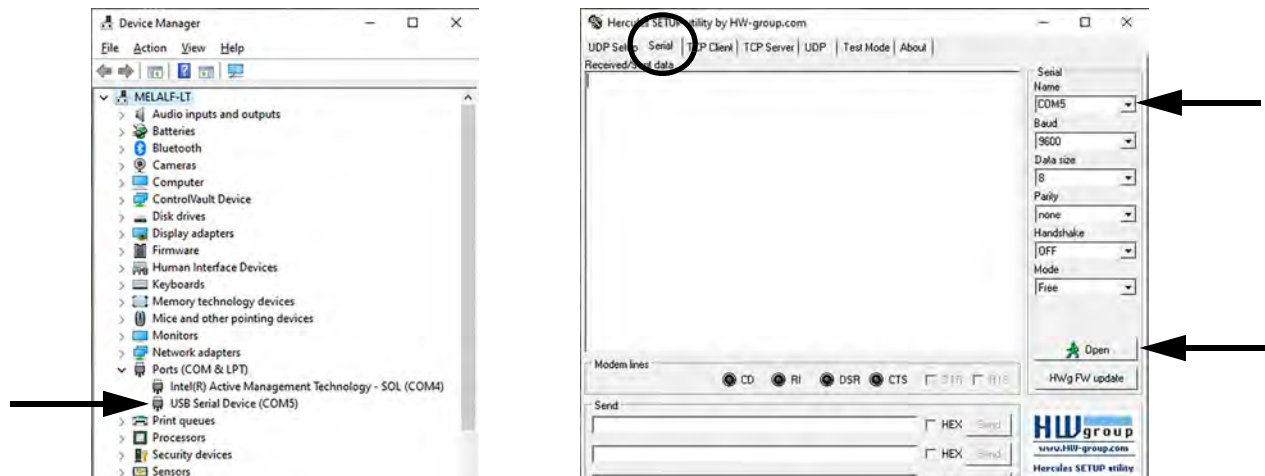 Device Manager
File Action View Help
MELALF-LT
Audio inputs and outputs
Batteries
Bluetooth
Cameras
Computer
ControlVault Device
Disk drives
Display adapters
Firmware
Human Interface Devices
Keyboards
Memory technology devices
Mice and other pointing devices
Monitors
Network adapters
Ports (COM & LPT)
Intel(R) Active Management Technology - SOL (COM4)
USB Serial Device (COM5)
Print queues
Processors
Security devices
Sensors
Hercules SETUP utility by HW-group.com
UDP Setup Serial TCP Client TCP Server UDP Test Mode About
Received/Sent data
Serial
Name
COM5
Baud
9600
Data size
8
Parity
none
Handshake
OFF
Mode
Free
Open
HWg FW update
Modem lines
CD RI DSR CTS DTR RTS
Send
HEX Send
HEX Send
HW group
www.HW-group.com
Hercules SETUP utility